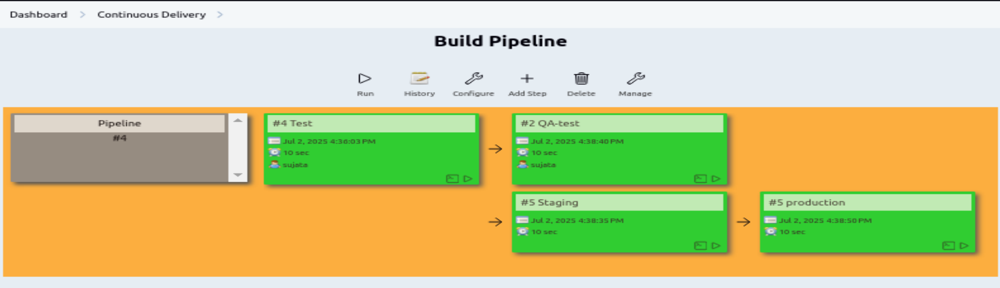 Dashboard > Continuous Delivery >
Build Pipeline
Run History Configure Add Step Delete Manage
Pipeline
#4
#4 Test
Jul 2, 2025 4:36:03 PM
10 sec
sujata
#2 QA-test
Jul 2, 2025 4:38:40 PM
10 sec
sujata
#5 Staging
Jul 2, 2025 4:38:35 PM
10 sec
#5 production
Jul 2, 2025 4:38:50 PM
10 sec